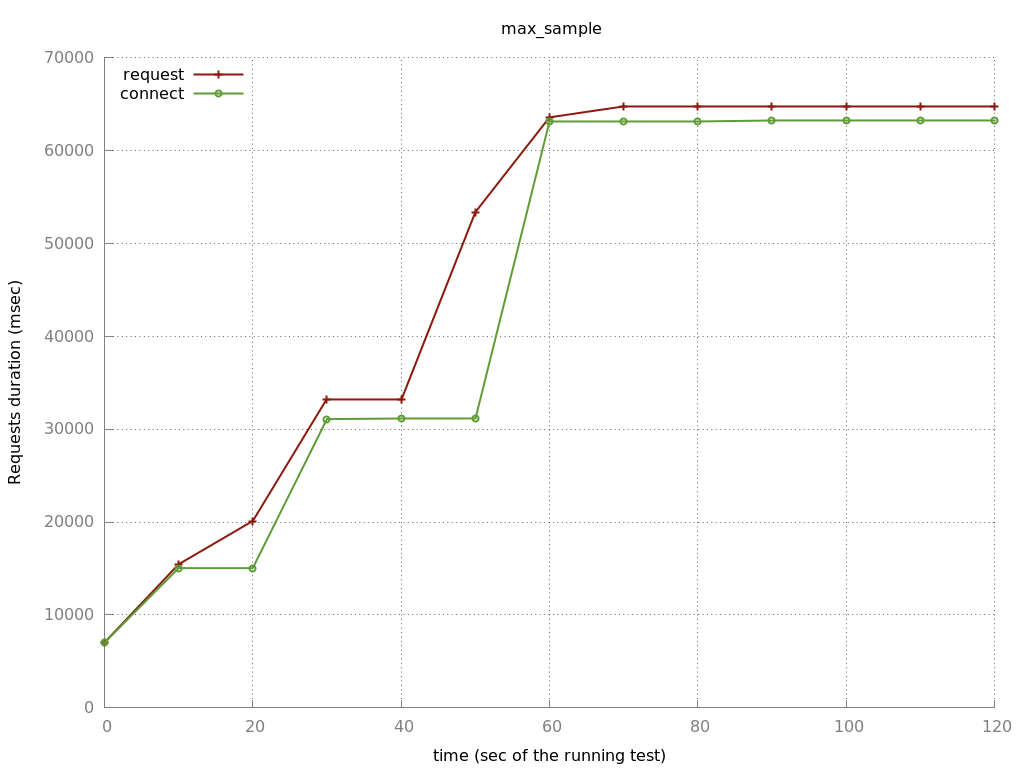 max_sample
70000
60000
50000
40000
30000
20000
10000
0
request
connect
Requests duration (msec)
0 20 40 60 80 100 120
time (sec of the running test)